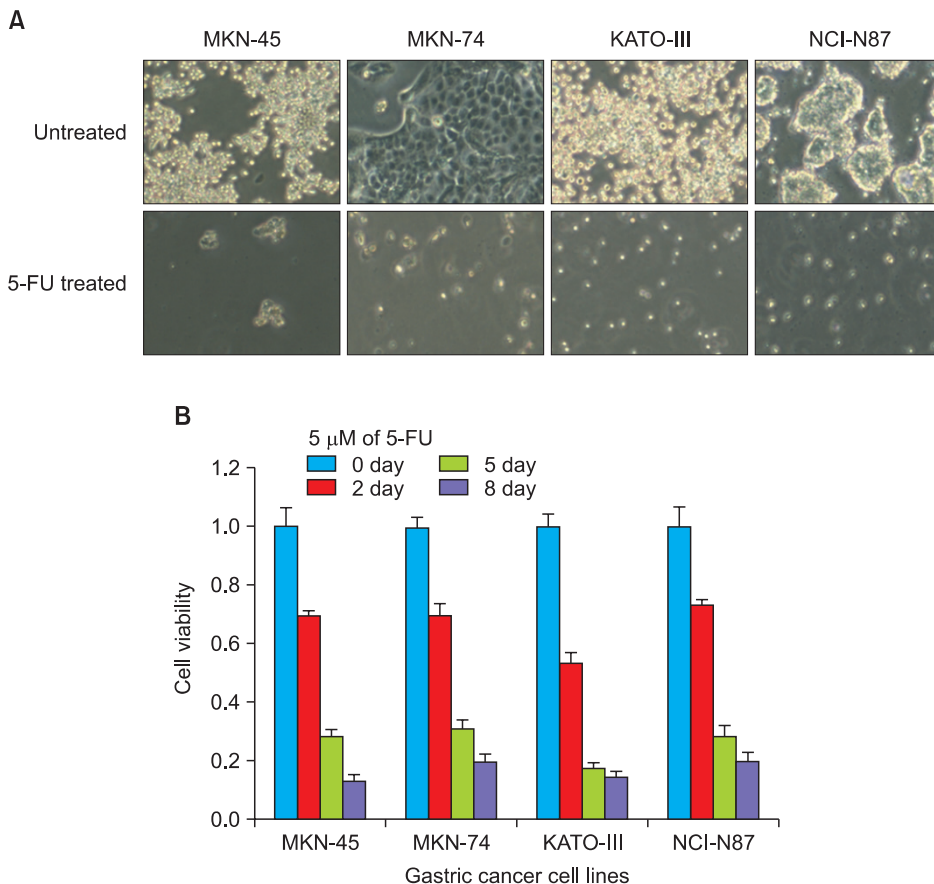 A
MKN-45 MKN-74 KATO-III NCI-N87
Untreated
5-FU treated
B
5 μM of 5-FU
0 day 5 day
2 day 8 day
1.2
1.0
0.8
0.6
0.4
0.2
0.0
Cell viability
MKN-45 MKN-74 KATO-III NCI-N87
Gastric cancer cell lines